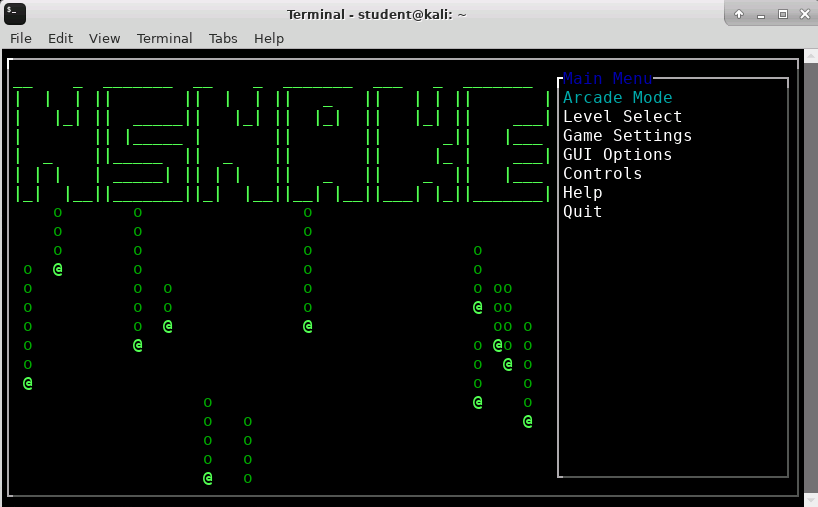 Terminal - student@kali: ~
File Edit View Terminal Tabs Help
NSNAKE
Main Menu
Arcade Mode
Level Select
Game Settings
GUI Options
Controls
Help
Quit